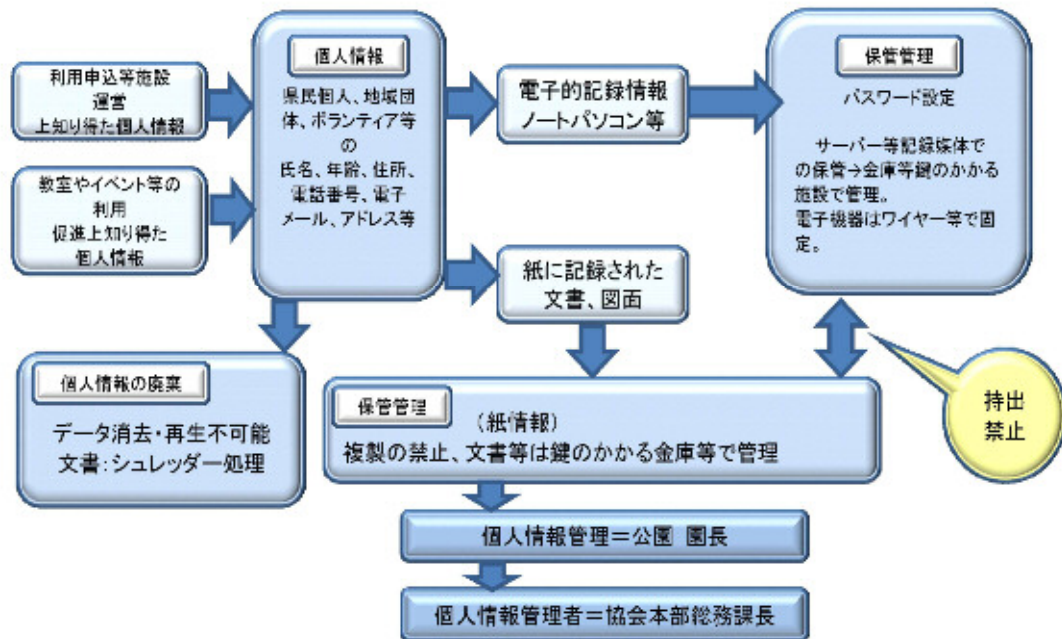 利用申込等施設
運営
上知り得た個人情報
教室やイベント等の
利用
促進上知り得た
個人情報
個人情報
県民個人、地域団
体、ボランティア等
の
氏名、年齢、住所、
電話番号、電子
メール、アドレス等
電子的記録情報
ノートパソコン等
紙に記録された
文書、図面
保管管理
パスワード設定
サーバー等記録媒体で
の保管→金庫等鍵のかかる
施設で管理。
電子機器はワイヤー等で固
定。
持出
禁止
個人情報の廃棄
データ消去・再生不可能
文書:シュレッダー処理
保管管理
(紙情報)
複製の禁止、文書等は鍵のかかる金庫等で管理
個人情報管理=公園 園長
個人情報管理者=協会本部総務課長